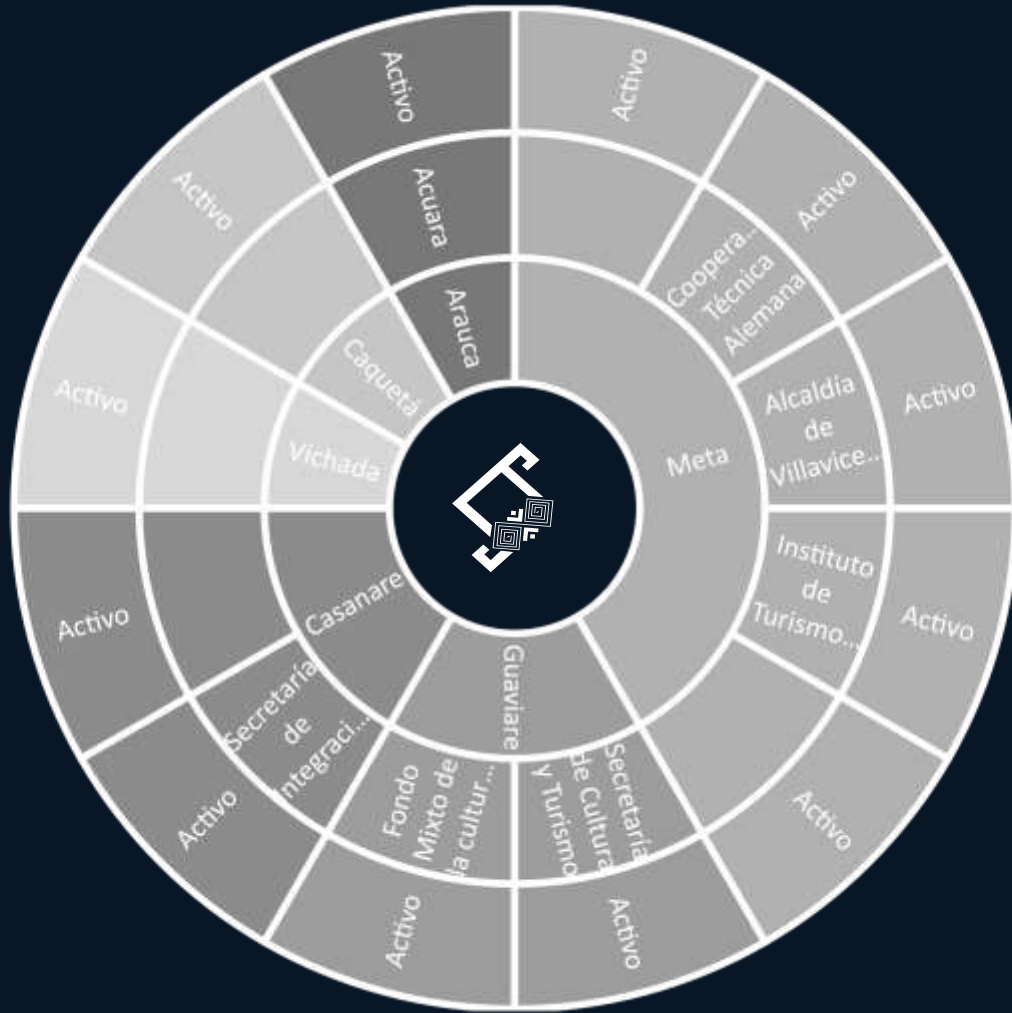 Activo
Activo
Coopera...
Técnica
Alemana
Activo
Alcaldía
de
Villavice...
Activo
Meta
Instituto
de
Turismo...
Activo
Activo
Secretaría
de Cultura
y Turismo
Activo
Guaviare
Fondo
Mixto de
la cultur...
Activo
Casanare
Secretaría
de
Integraci...
Activo
Activo
Vichada
Activo
Caquetá
Activo
Arauca
Acuara